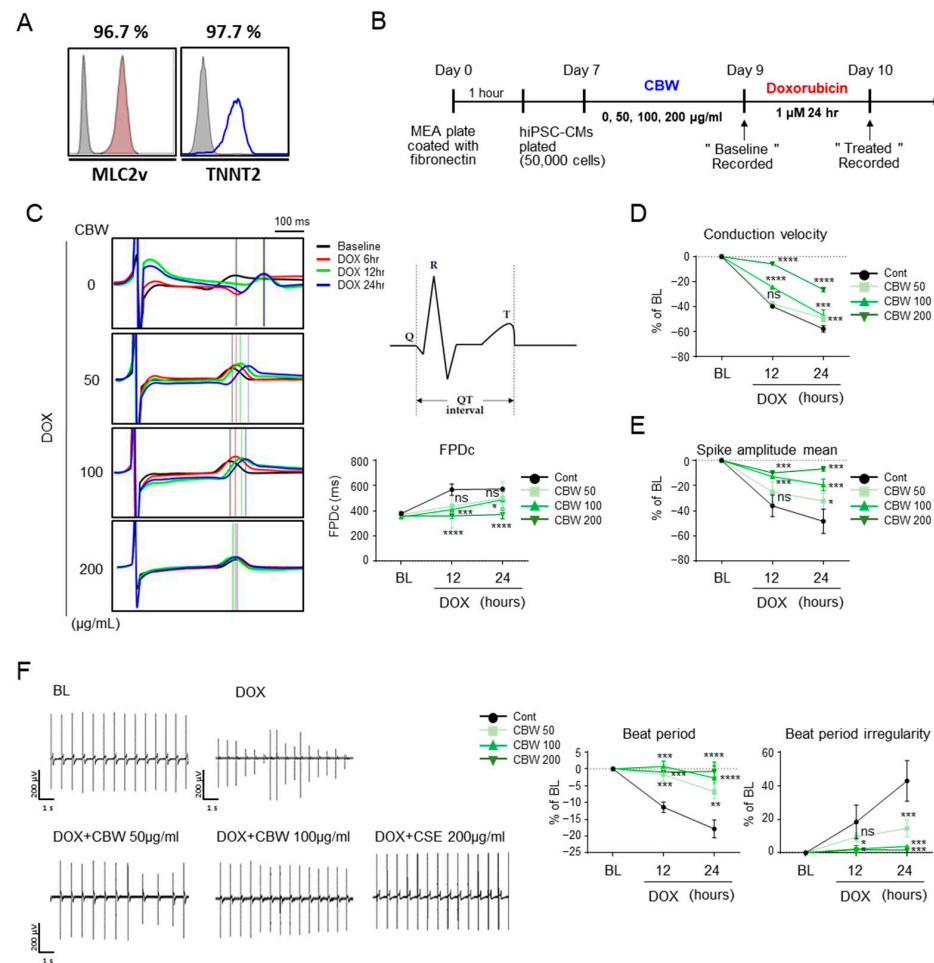 A
96.7 %
97.7 %
MLC2v
TNNT2
B
Day 0
Day 7
Day 9
Day 10
1 hour
CBW
Doxorubicin
0, 50, 100, 200 µg/ml
1 µM 24 hr
MEA plate
coated with
fibronectin
hiPSC-CMs
plated
(50,000 cells)
" Baseline "
Recorded
" Treated "
Recorded
C
CBW
100 ms
Baseline
DOX 6hr
DOX 12hr
DOX 24hr
0
50
100
200
DOX
(µg/mL)
R
Q
T
QT
interval
FPDc
FPDc (ms)
800
600
400
200
0
ns
ns
***
*
****
****
Cont
CBW 50
CBW 100
CBW 200
BL
12
24
DOX
(hours)
D
Conduction velocity
% of BL
0
−20
−40
−60
−80
****
****
****
ns
***
***
Cont
CBW 50
CBW 100
CBW 200
BL
12
24
DOX
(hours)
E
Spike amplitude mean
% of BL
0
−20
−40
−60
−80
***
***
***
***
ns
*
Cont
CBW 50
CBW 100
CBW 200
BL
12
24
DOX
(hours)
F
BL
DOX
200 µV
1 s
200 µV
1 s
DOX+CBW 50µg/ml
DOX+CBW 100µg/ml
DOX+CSE 200µg/ml
200 µV
1 s
Cont
CBW 50
CBW 100
CBW 200
Beat period
% of BL
5
0
−5
−10
−15
−20
−25
***
****
***
****
***
**
BL
12
24
DOX
(hours)
Beat period irregularity
% of BL
60
40
20
0
***
ns
*
***
*
***
BL
12
24
DOX
(hours)